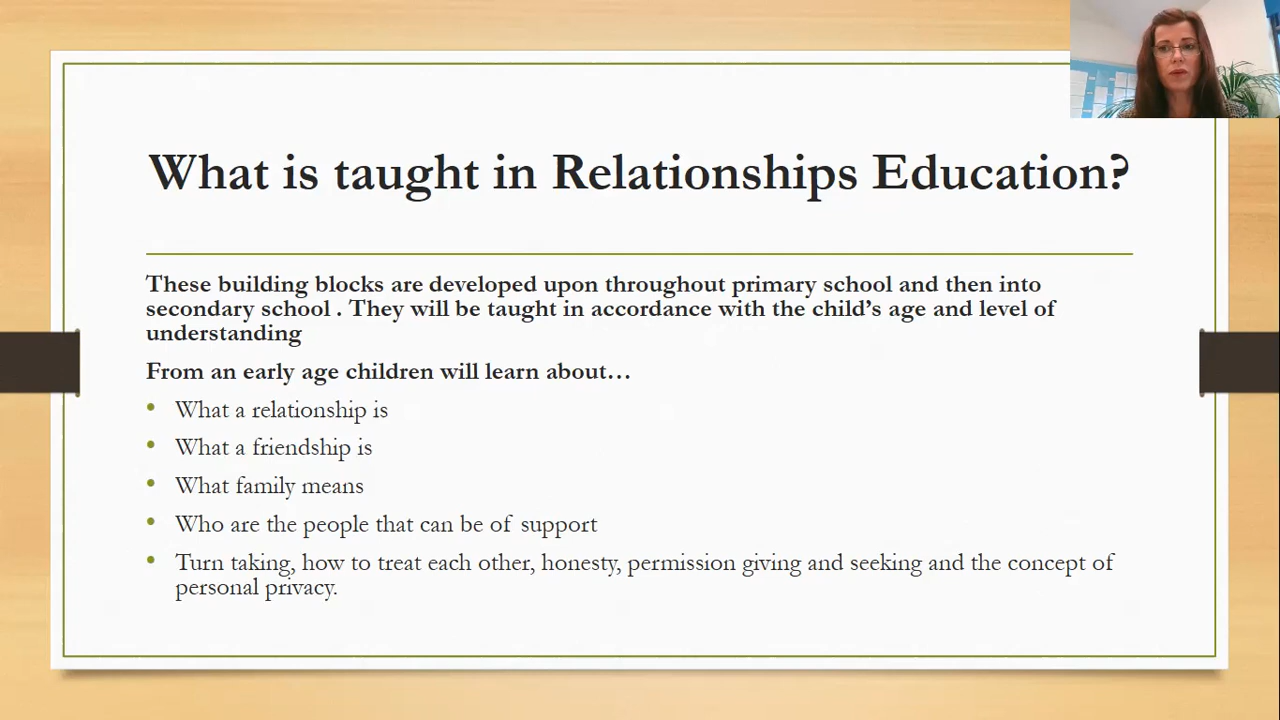 What is taught in Relationships Education?
These building blocks are developed upon throughout primary school and then into
secondary school . They will be taught in accordance with the child’s age and level of
understanding
From an early age children will learn about…
• What a relationship is
• What a friendship is
• What family means
• Who are the people that can be of support
• Turn taking, how to treat each other, honesty, permission giving and seeking and the concept of
personal privacy.